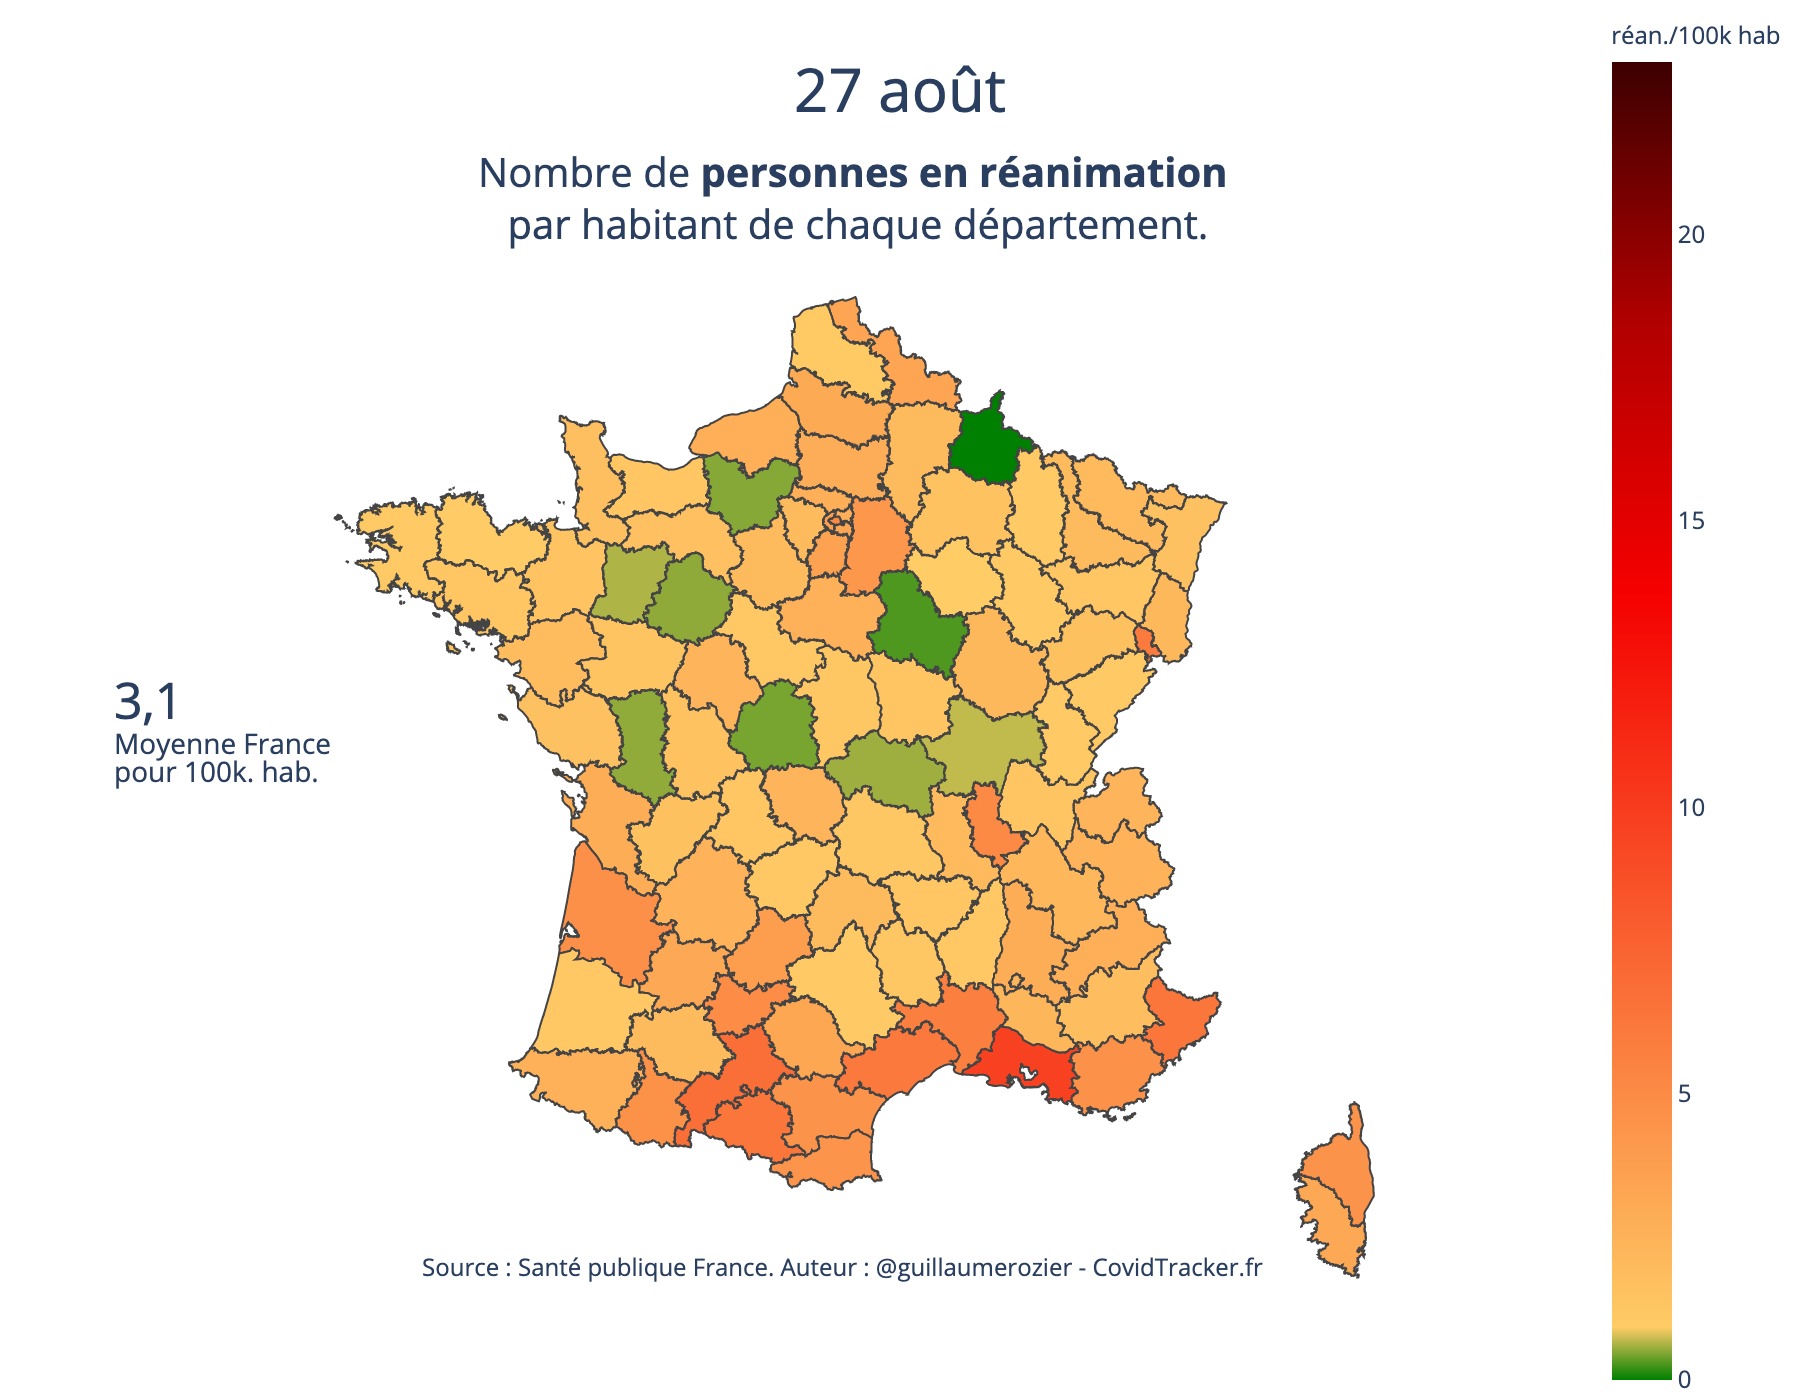 réan./100k hab
27 août
Nombre de personnes en réanimation
par habitant de chaque département.
20
15
3,1
Moyenne France
pour 100k. hab.
10
5
Source : Santé publique France. Auteur : @guillaumerozier - CovidTracker.fr
0